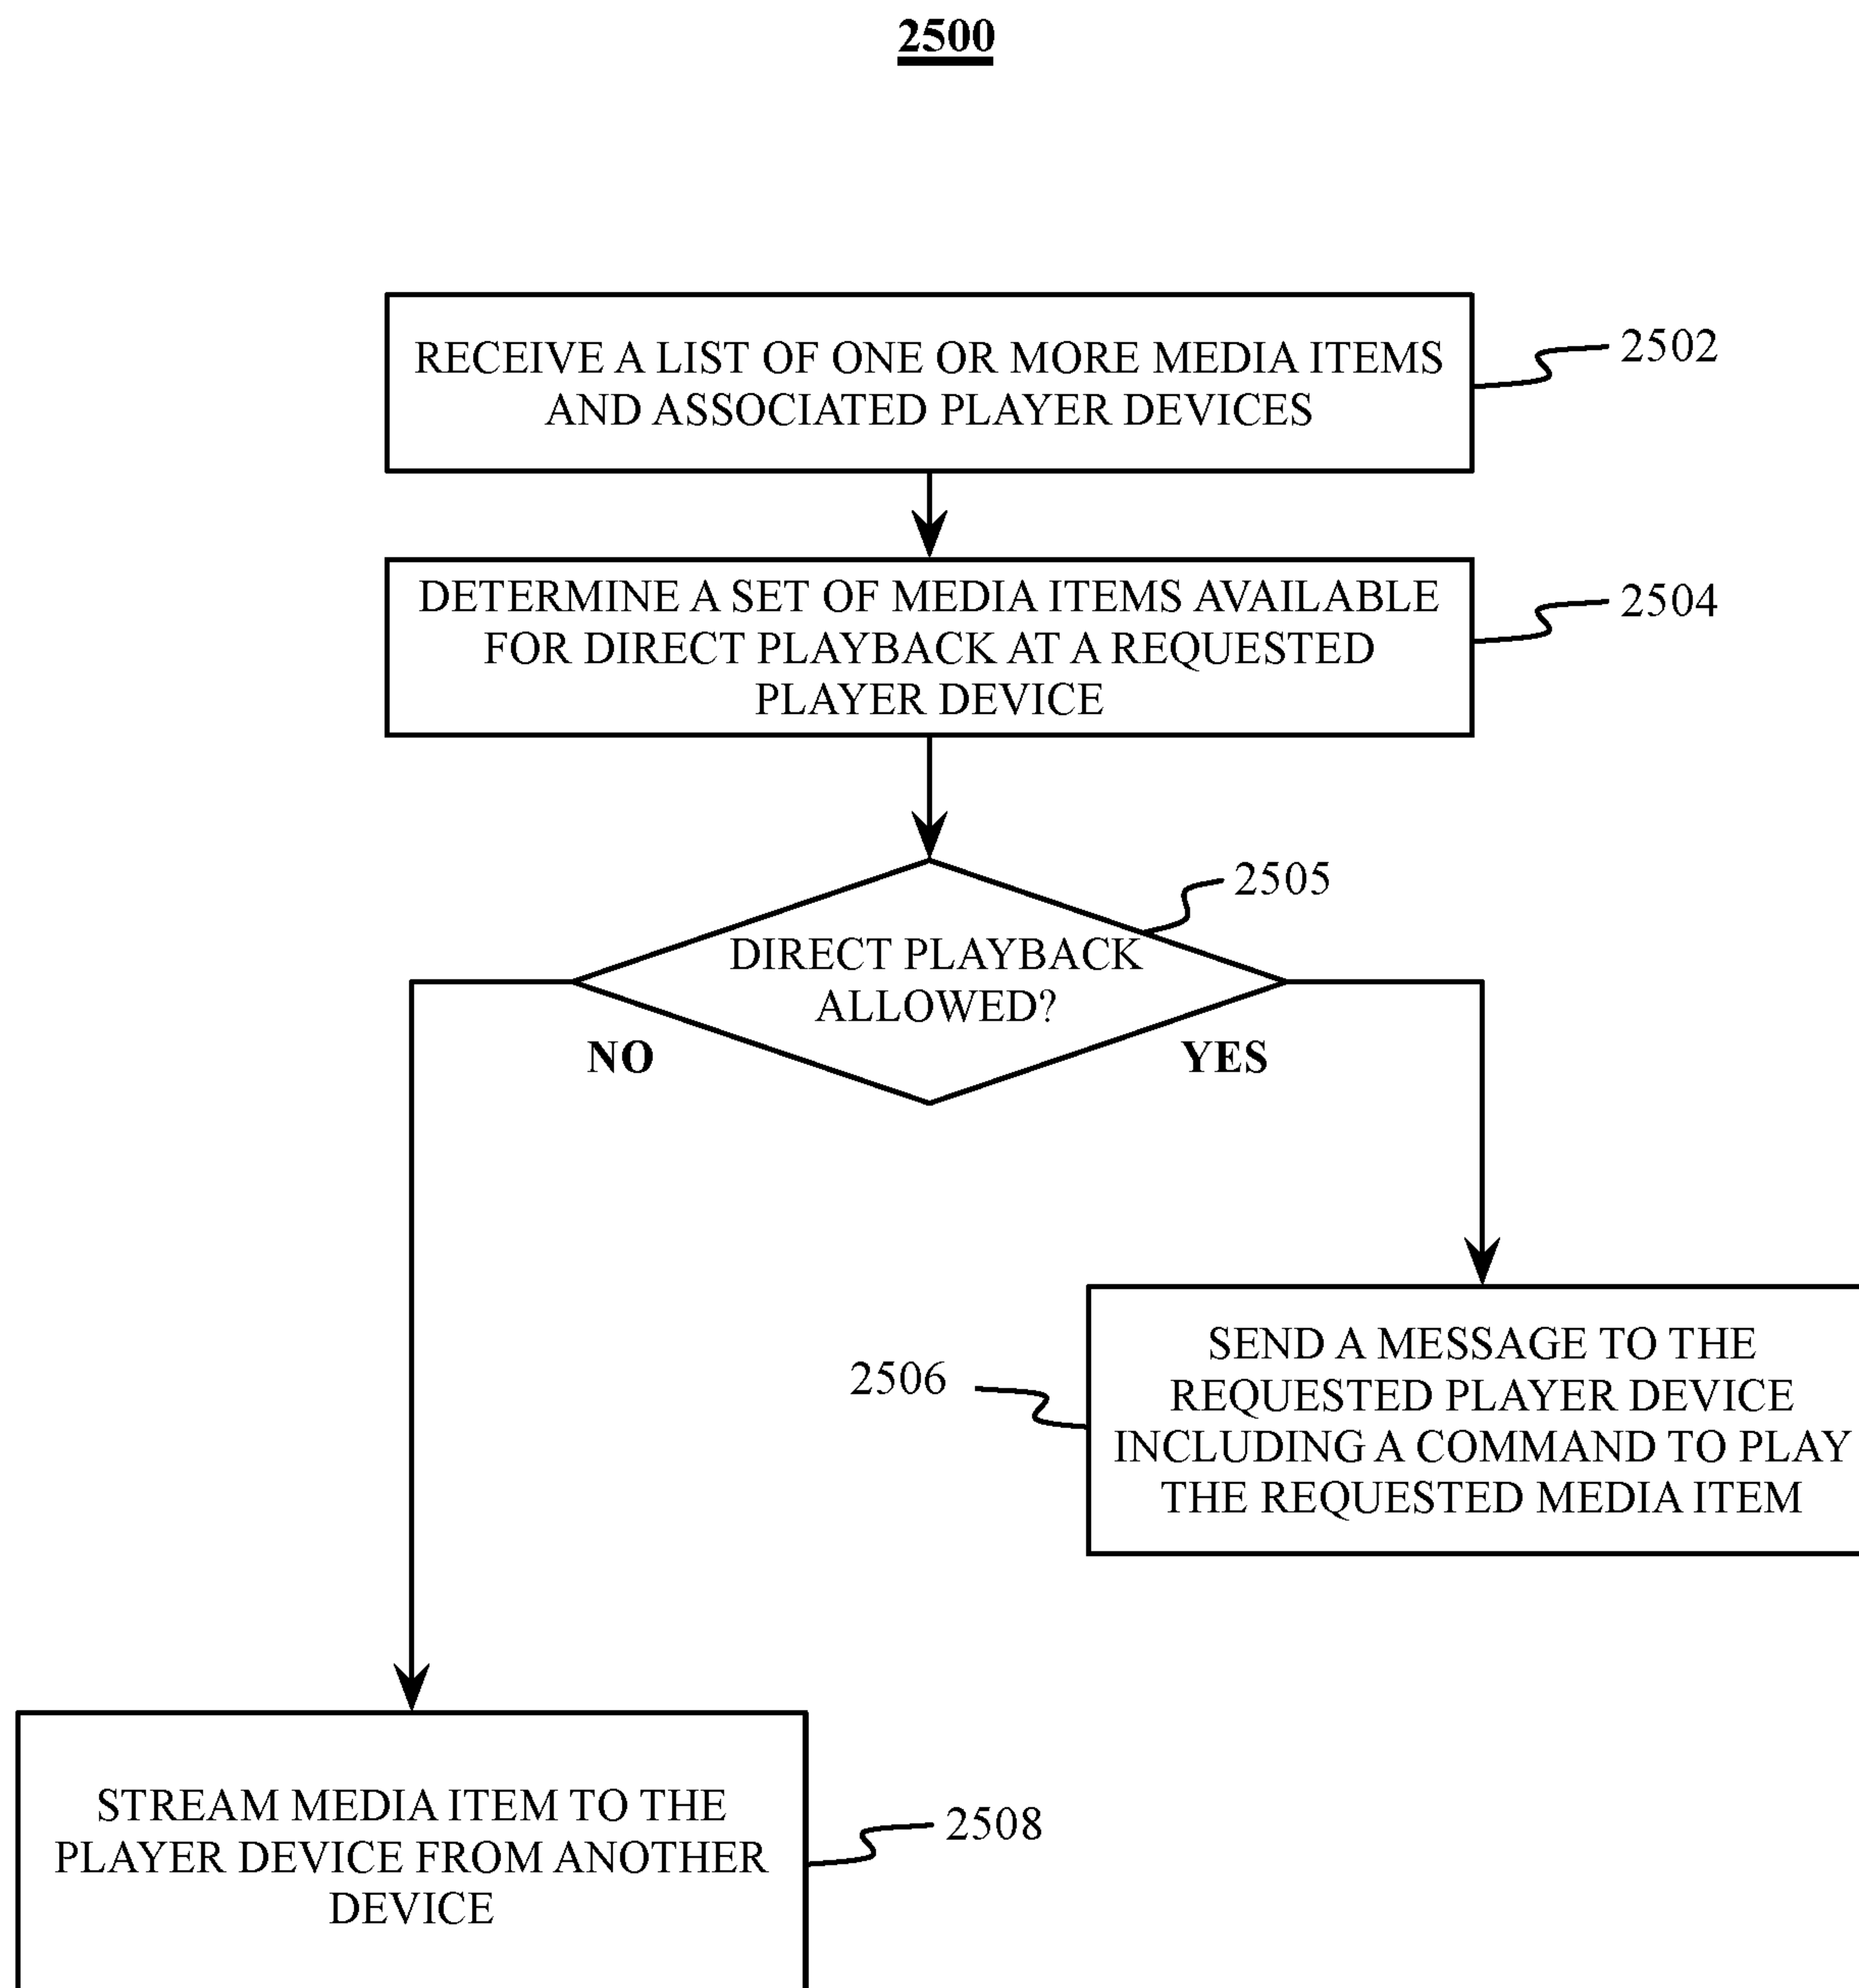 2500
RECEIVE A LIST OF ONE OR MORE MEDIA ITEMS
AND ASSOCIATED PLAYER DEVICES
2502
DETERMINE A SET OF MEDIA ITEMS AVAILABLE
FOR DIRECT PLAYBACK AT A REQUESTED
PLAYER DEVICE
2504
2505
DIRECT PLAYBACK
ALLOWED?
NO
YES
SEND A MESSAGE TO THE
REQUESTED PLAYER DEVICE
INCLUDING A COMMAND TO PLAY
THE REQUESTED MEDIA ITEM
2506
STREAM MEDIA ITEM TO THE
PLAYER DEVICE FROM ANOTHER
DEVICE
2508